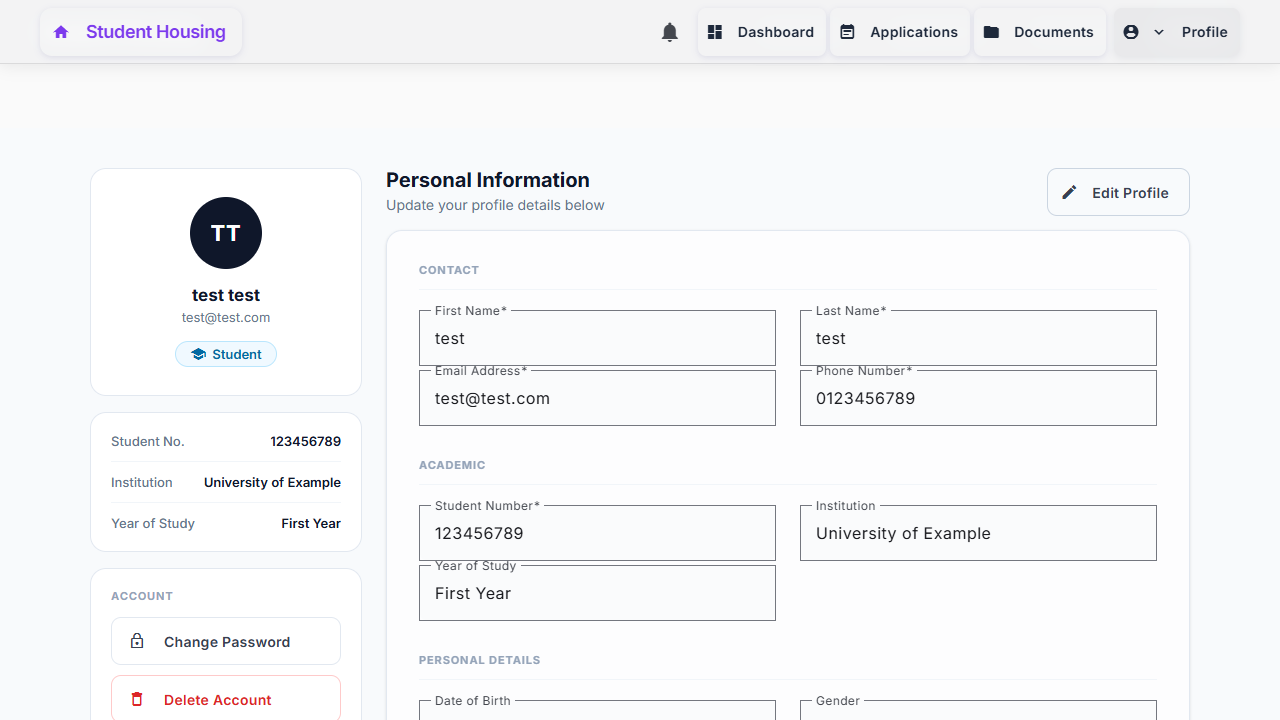 Student Housing
Dashboard
Applications
Documents
Profile
TT
test test
test@test.com
Student
Student No. 123456789
Institution University of Example
Year of Study First Year
ACCOUNT
Change Password
Delete Account
Personal Information
Update your profile details below
Edit Profile
CONTACT
First Name*
test
Last Name*
test
Email Address*
test@test.com
Phone Number*
0123456789
ACADEMIC
Student Number*
123456789
Institution
University of Example
Year of Study
First Year
PERSONAL DETAILS
Date of Birth
Gender